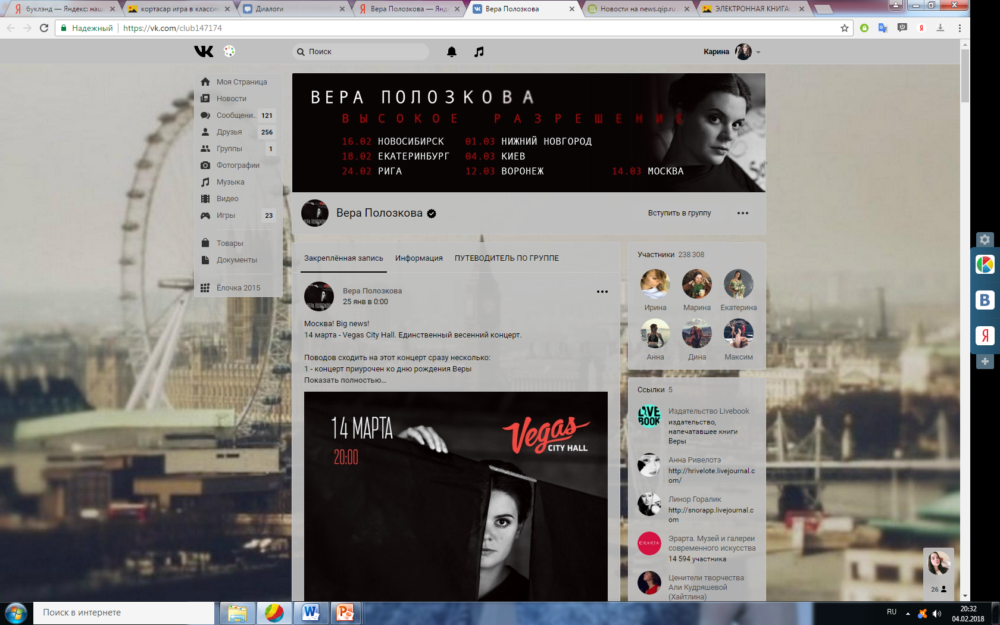 буклэнд — Яндекс: наш
кортасар игра в класси
Диалоги
Вера Полозкова — Янд
Вера Полозкова
Новости на news.qip.ru
ЭЛЕКТРОННАЯ КНИГА:
Надежный
https://vk.com/club147174
Поиск
Карина
Моя Страница
Новости
Сообщени.. 121
Друзья 256
Группы 1
Фотографии
Музыка
Видео
Игры 23
Товары
Документы
Ёлочка 2015
ВЕРА ПОЛОЗКОВА
ВЫСОКОЕ РАЗРЕШЕНИЕ
16.02 НОВОСИБИРСК 01.03 НИЖНИЙ НОВГОРОД
18.02 ЕКАТЕРИНБУРГ 04.03 КИЕВ
24.02 РИГА 12.03 ВОРОНЕЖ 14.03 МОСКВА
Вера Полозкова
Вступить в группу
Закреплённая запись Информация ПУТЕВОДИТЕЛЬ ПО ГРУППЕ
Вера Полозкова
25 янв в 0:00
Москва! Big news!
14 марта - Vegas City Hall. Единственный весенний концерт.
Поводов сходить на этот концерт сразу несколько:
1 - концерт приурочен ко дню рождения Веры
Показать полностью...
14 МАРТА
20:00
Vegas
CITY HALL
Участники 238 308
Ирина Марина Екатерина
Анна Дина Максим
Ссылки 5
LIVE
BOOK
Издательство Livebook
издательство,
напечатавшее книги
Веры
Анна Ривелотэ
http://hrivelote.livejournal.c
om/
Линор Горалик
http://snorapp.livejournal.c
om
ERARTA
Эрарта. Музей и галереи
современного искусства
14 594 участника
Ценители творчества
Али Кудряшевой
(Хайтлина)
26
Поиск в интернете
RU
20:32
04.02.2018